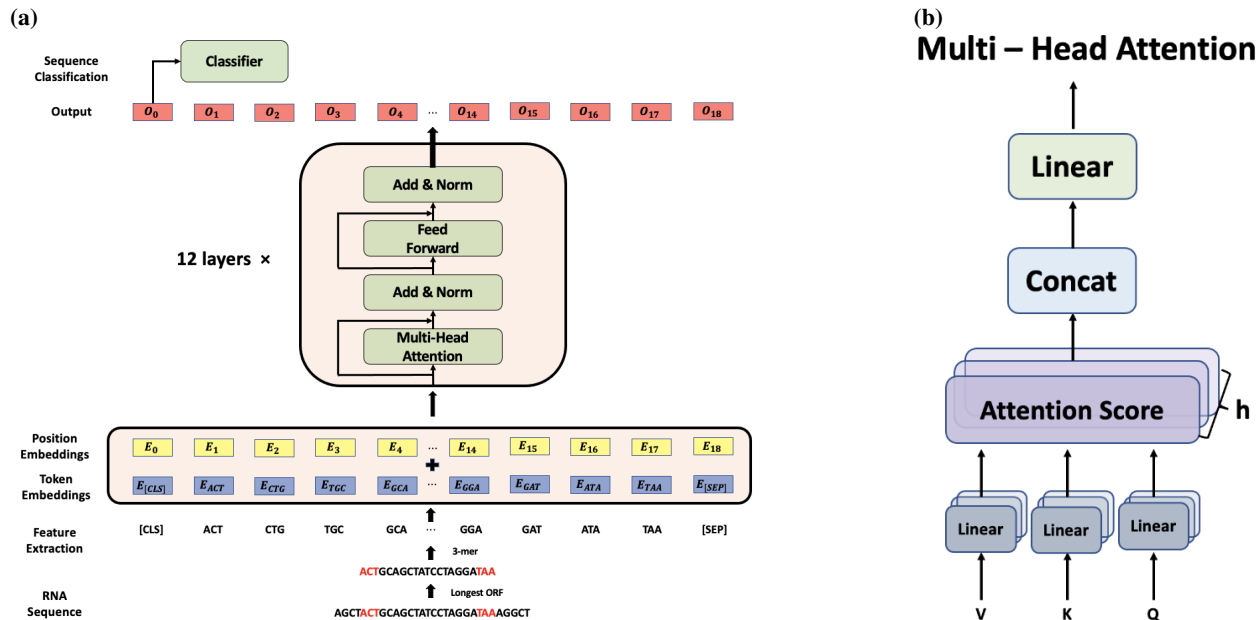 (a)
Sequence
Classification
Classifier
Output
O0 O1 O2 O3 O4 ... O14 O15 O16 O17 O18
Add & Norm
Feed
Forward
12 layers ×
Add & Norm
Multi-Head
Attention
Position
Embeddings
E0 E1 E2 E3 E4 ... E14 E15 E16 E17 E18
+
Token
Embeddings
E[CLS] EACT ECTG ETGC EGCA ... EGGA EGAT EATA ETAA E[SEP]
Feature
Extraction
[CLS] ACT CTG TGC GCA ... GGA GAT ATA TAA [SEP]
3-mer
ACTGCAGCTATCCTAGGATAA
Longest ORF
RNA
Sequence
AGCTACTGCAGCTATCCTAGGATAAAGGCT
(b)
Multi – Head Attention
Linear
Concat
Attention Score
h
Linear Linear Linear
V K Q